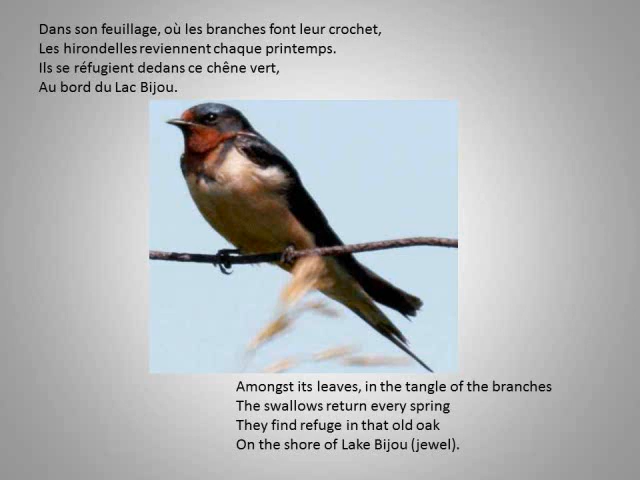 Dans son feuillage, où les branches font leur crochet,
Les hirondelles reviennent chaque printemps.
Ils se réfugient dedans ce chêne vert,
Au bord du Lac Bijou.
Amongst its leaves, in the tangle of the branches
The swallows return every spring
They find refuge in that old oak
On the shore of Lake Bijou (jewel).